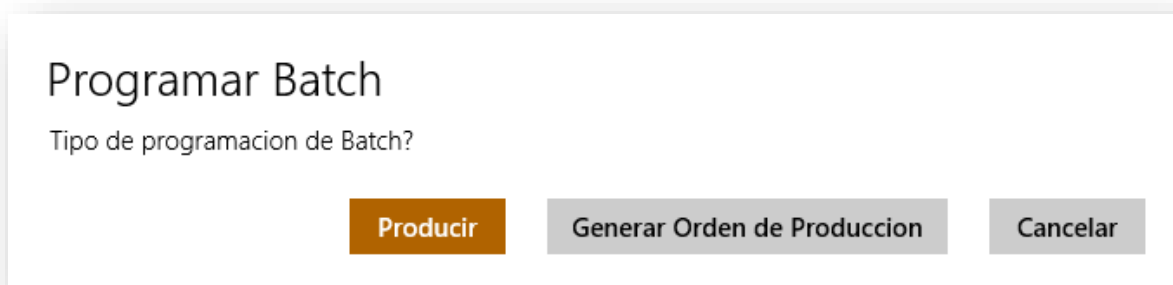 Programar Batch
Tipo de programacion de Batch?
Producir Generar Orden de Produccion Cancelar